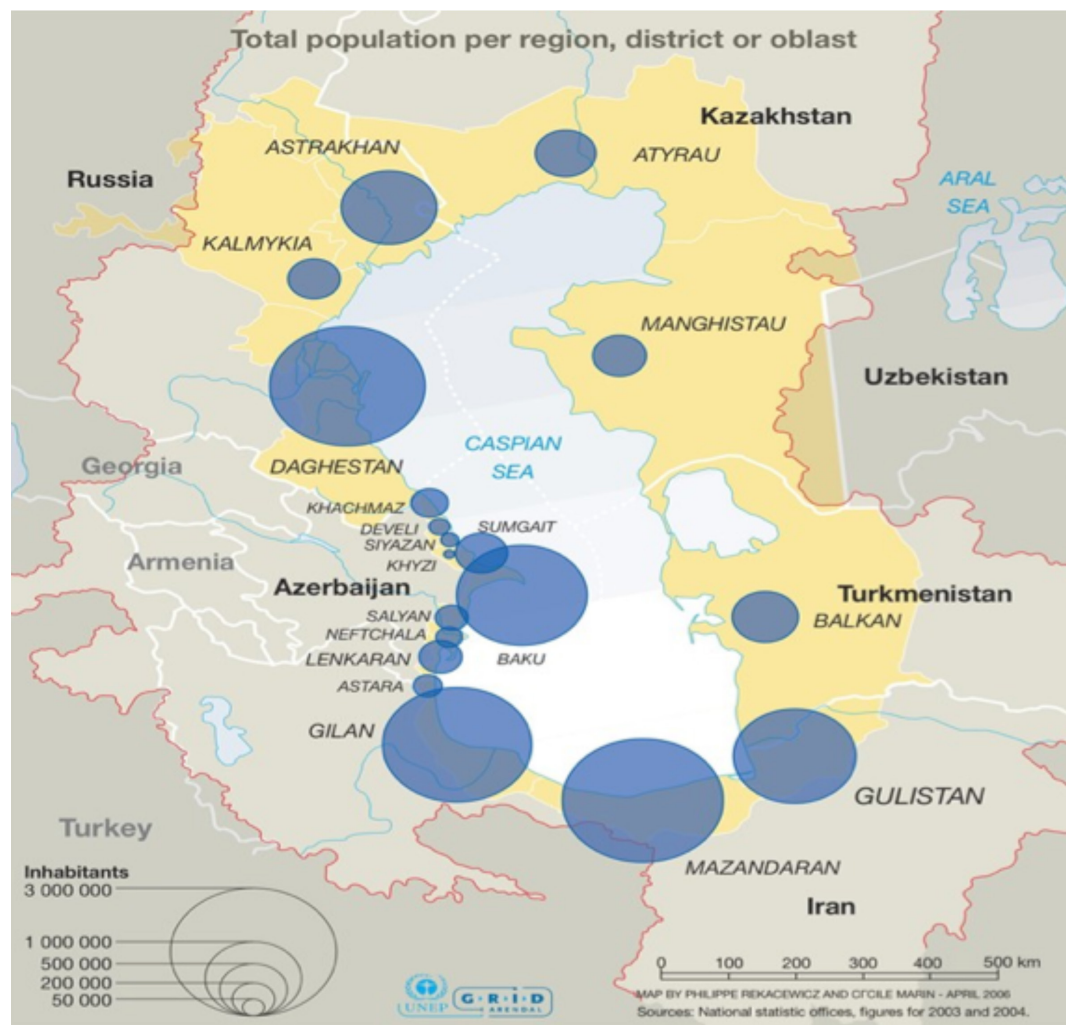 Total population per region, district or oblast
Kazakhstan
ASTRAKHAN
ATYRAU
Russia
ARAL
SEA
KALMYKIA
MANGHISTAU
Uzbekistan
CASPIAN
SEA
Georgia
DAGHESTAN
KHACHMAZ
DEVELI
SUMGAIT
SIYAZAN
KHYZI
Armenia
Azerbaijan
Turkmenistan
SALYAN
BALKAN
NEFTCHALA
LENKARAN
BAKU
ASTARA
GILAN
GULISTAN
Turkey
MAZANDARAN
Inhabitants
3 000 000
Iran
1 000 000
500 000
200 000
50 000
0 100 200 300 400 500 km
UNEP
G·R·I·D
ARENDAL
MAP BY PHILIPPE REKACEWICZ AND CΓCILE MARIN - APRIL 2006
Sources: National statistic offices, figures for 2003 and 2004.